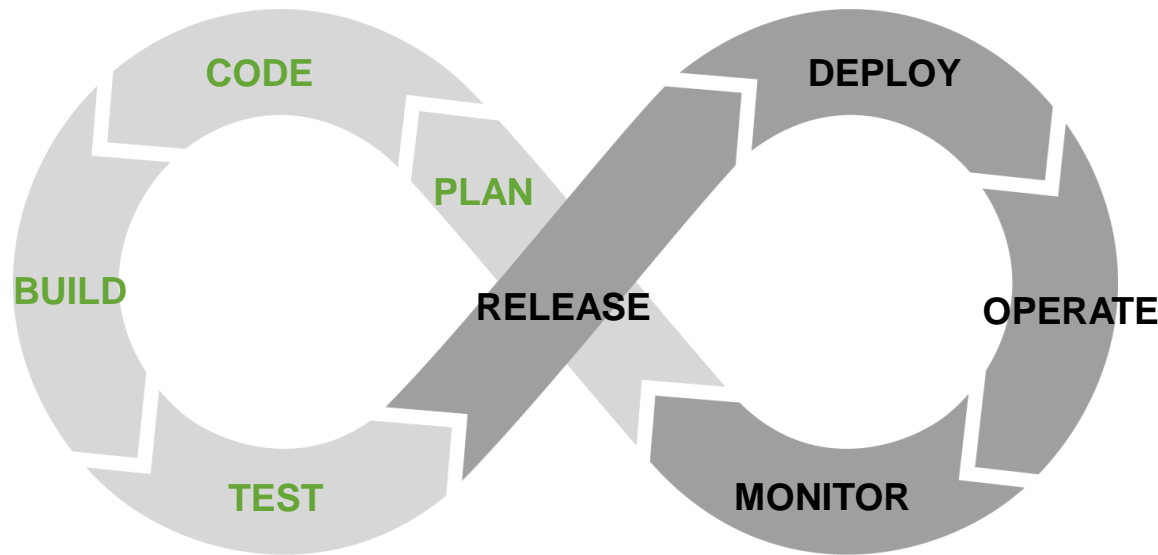 CODE
DEPLOY
PLAN
BUILD
RELEASE
OPERATE
TEST
MONITOR